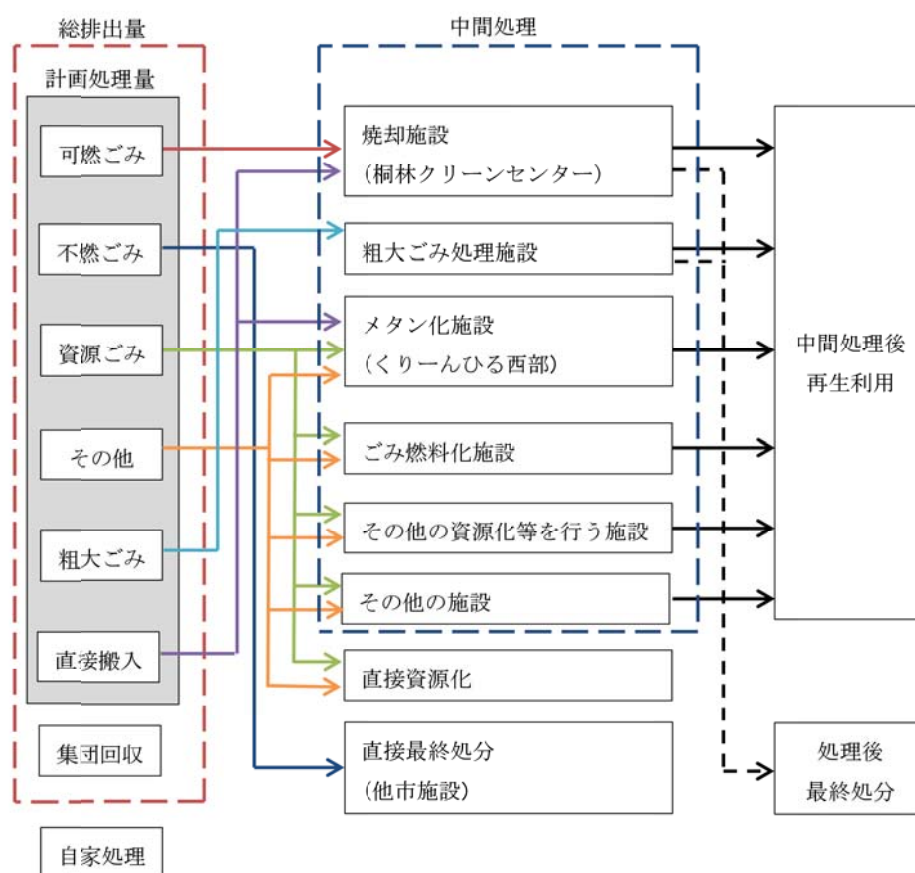 総排出量
計画処理量
可燃ごみ
不燃ごみ
資源ごみ
その他
粗大ごみ
直接搬入
集団回収
自家処理
中間処理
焼却施設
（桐林クリーンセンター）
粗大ごみ処理施設
メタン化施設
（くりーんひる西部）
ごみ燃料化施設
その他の資源化等を行う施設
その他の施設
直接資源化
直接最終処分
（他市施設）
中間処理後
再生利用
処理後
最終処分